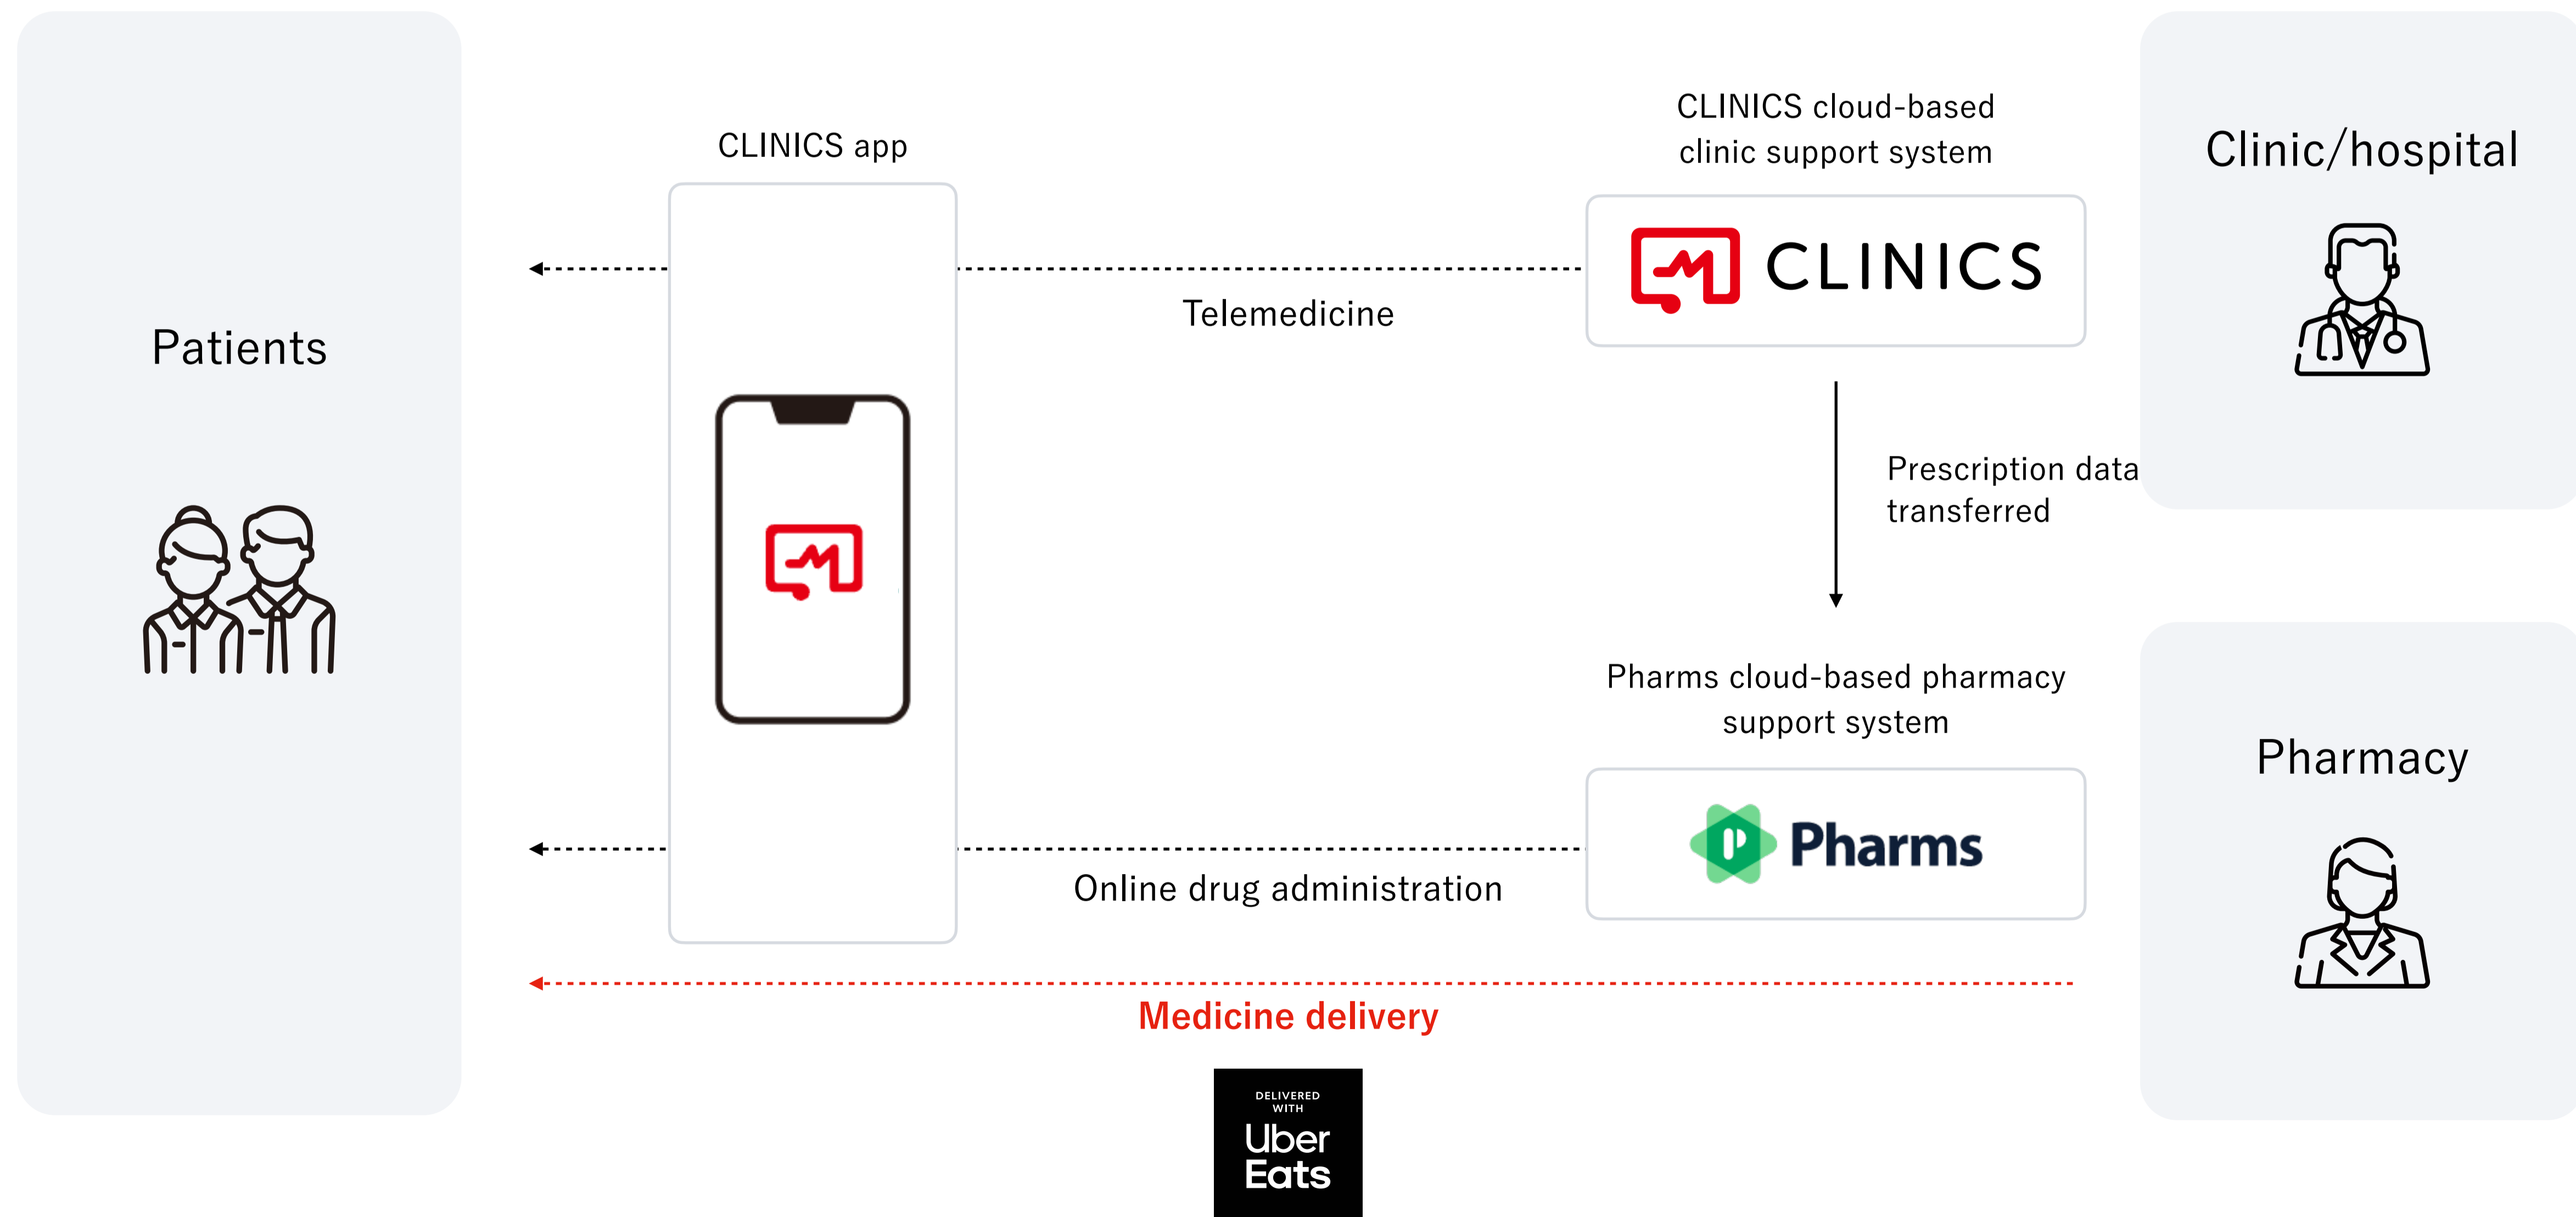 Patients
CLINICS app
Telemedicine
CLINICS cloud-based
clinic support system
CLINICS
Clinic/hospital
Prescription data
transferred
Pharms cloud-based pharmacy
support system
Pharms
Pharmacy
Online drug administration
Medicine delivery
DELIVERED
WITH
Uber
Eats